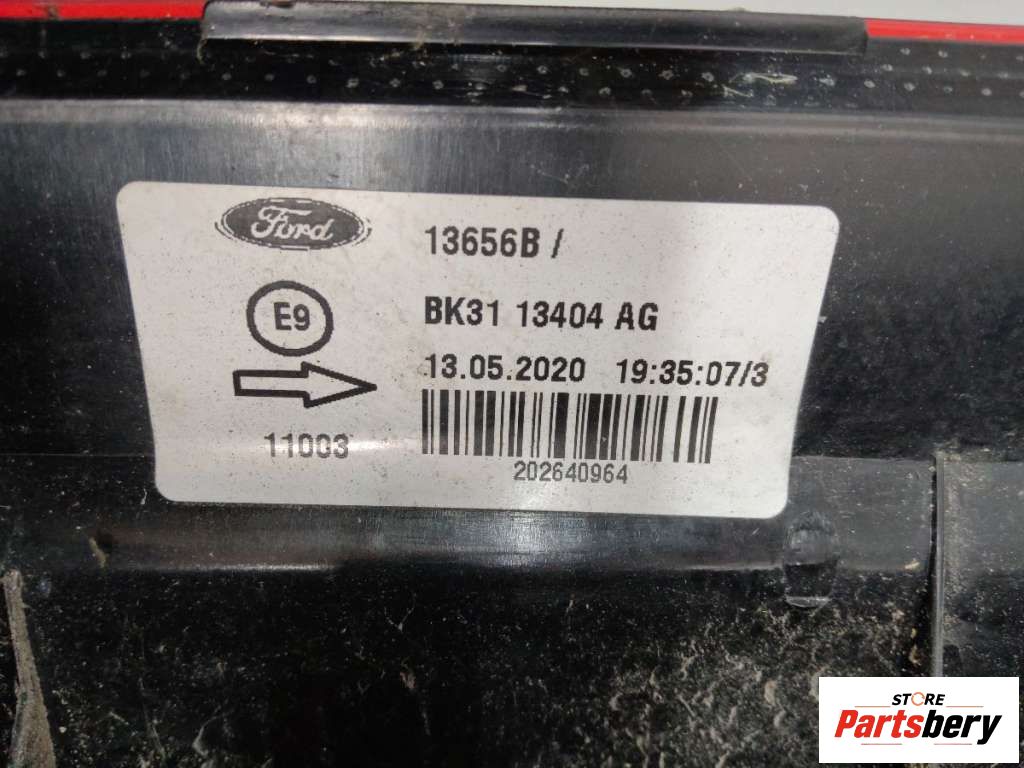 Ford
13656B /
E9
BK31 13404 AG
13.05.2020 19:35:07/3
11003
202640964
STORE
Partsbery